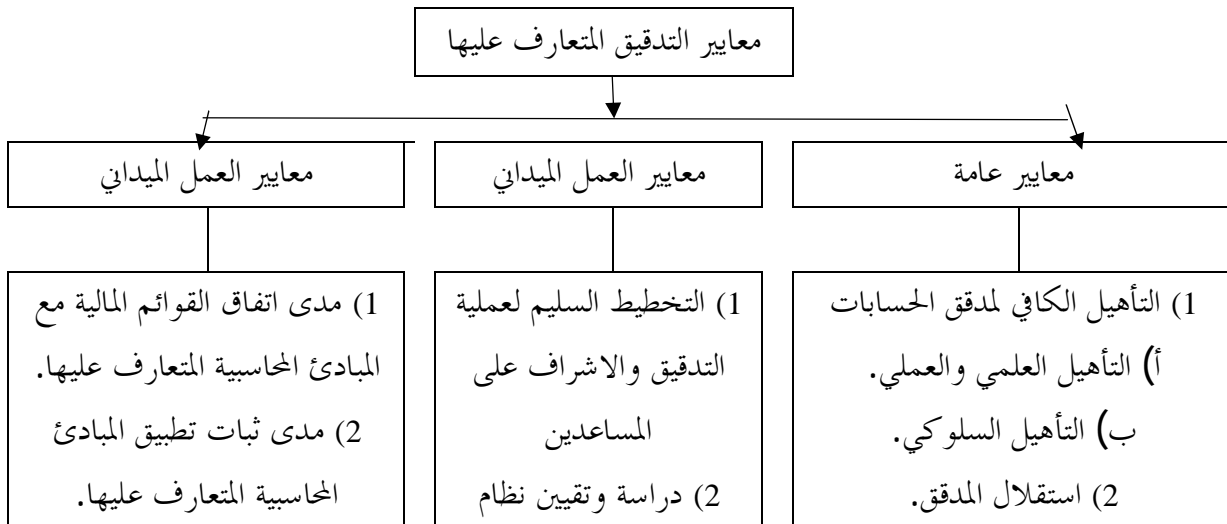 معايير التدقيق المتعارف عليها
معايير عامة
معايير العمل الميداني
معايير العمل الميداني
1) التأهيل الكافي لمدقق الحسابات
أ) التأهيل العلمي والعملي.
ب) التأهيل السلوكي.
2) استقلال المدقق.
1) التخطيط السليم لعملية
التدقيق والاشراف على
المساعدين
2) دراسة وتقيين نظام
1) مدى اتفاق القوائم المالية مع
المبادئ المحاسبية المتعارف عليها.
2) مدى ثبات تطبيق المبادئ
المحاسبية المتعارف عليها.